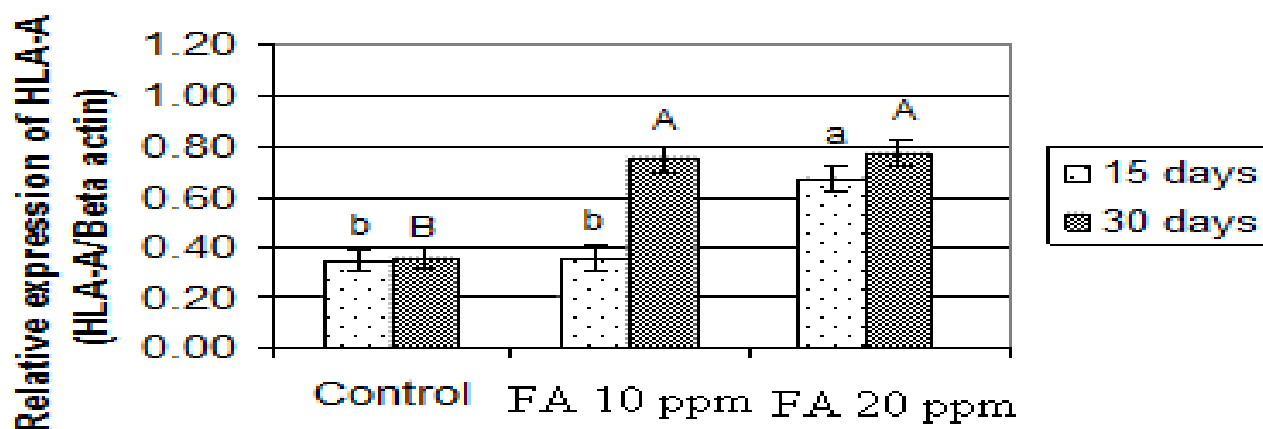 Relative expression of HLA-A
(HLA-A/Beta actin)
1.20
1.00
0.80
0.60
0.40
0.20
0.00
b
B
b
A
a
A
Control
FA 10 ppm
FA 20 ppm
15 days
30 days